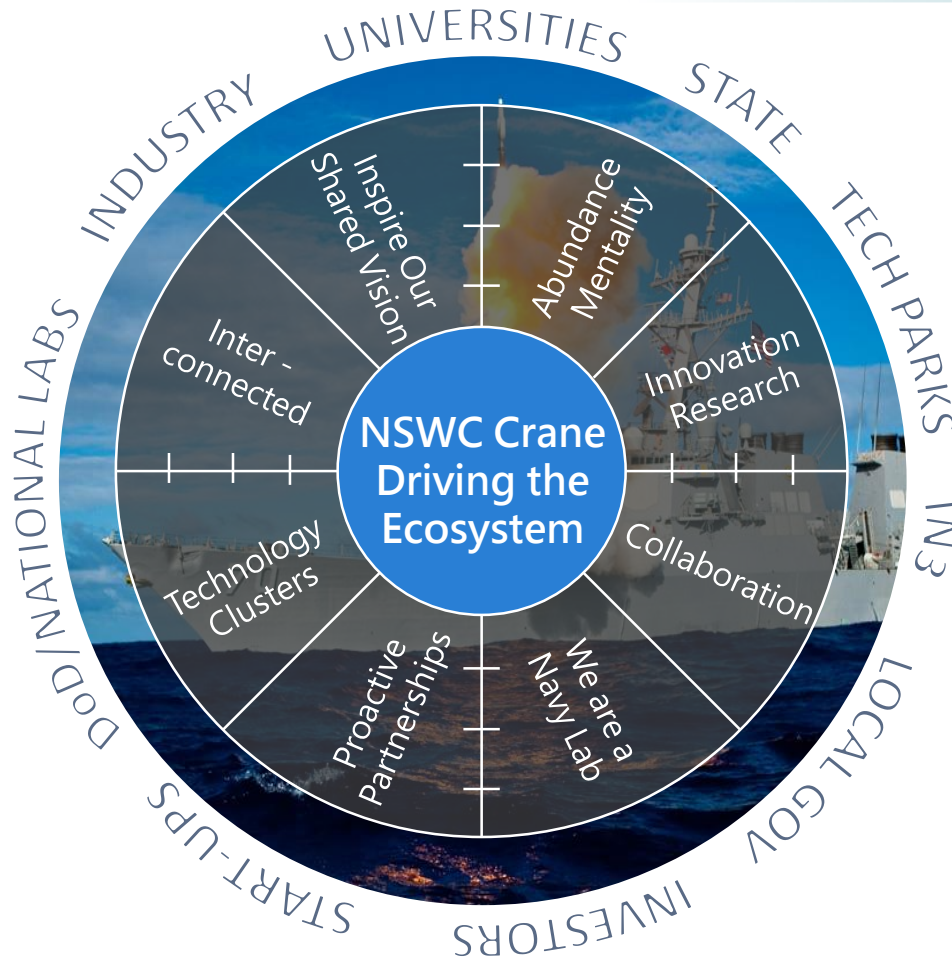 UNIVERSITIES
STATE
TECH PARKS
IN3
LOCAL GOV
INVESTORS
START-UPS
DoD/NATIONAL LABS
INDUSTRY
Abundance
Mentality
Innovation
Research
Collaboration
We are a
Navy Lab
Proactive
Partnerships
Technology
Clusters
Inter -
connected
Inspire Our
Shared Vision
NSWC Crane
Driving the
Ecosystem